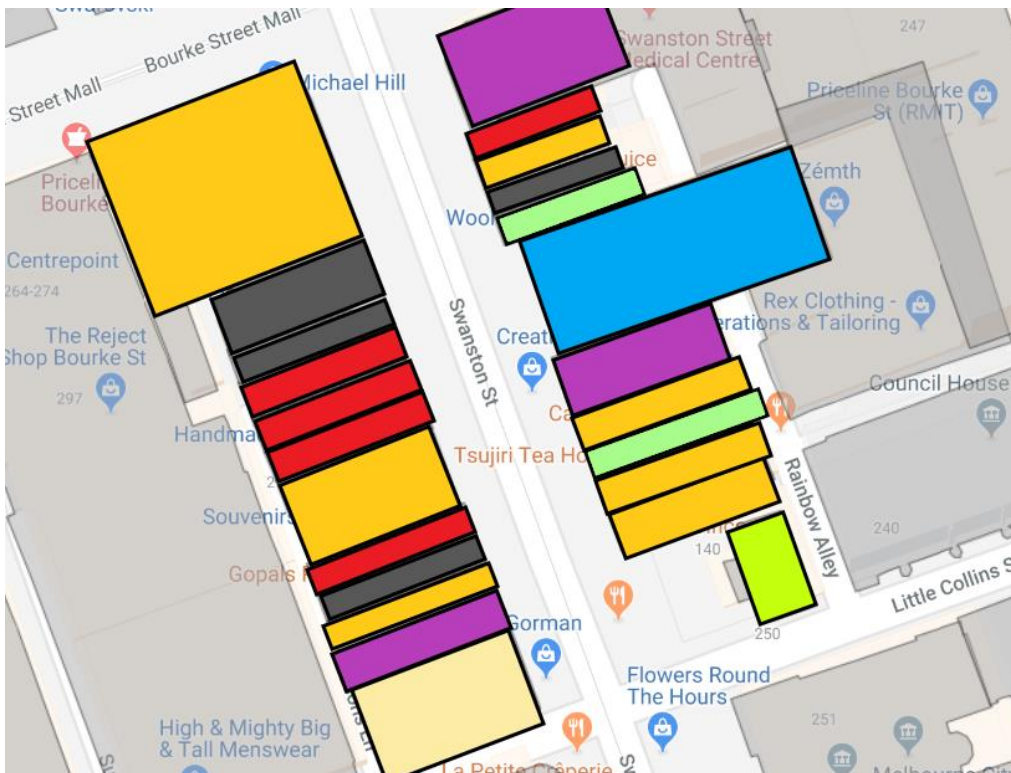 Bourke Street Mall
Street Mall
Michael Hill
Swanston Street
Medical Centre
247
Priceline Bourke
St (RMIT)
Bourke
Zémth
Centrepoint
264-274
The Reject
Shop Bourke St
297
Swanston St
Rex Clothing -
Alterations & Tailoring
Council House
Tsujiri Tea Ho
Souvenirs
Gopals
Rainbow Alley
240
140
Little Collins S
250
Gorman
Flowers Round
The Hours
251
High & Mighty Big
& Tall Menswear
La Petite Crêperie